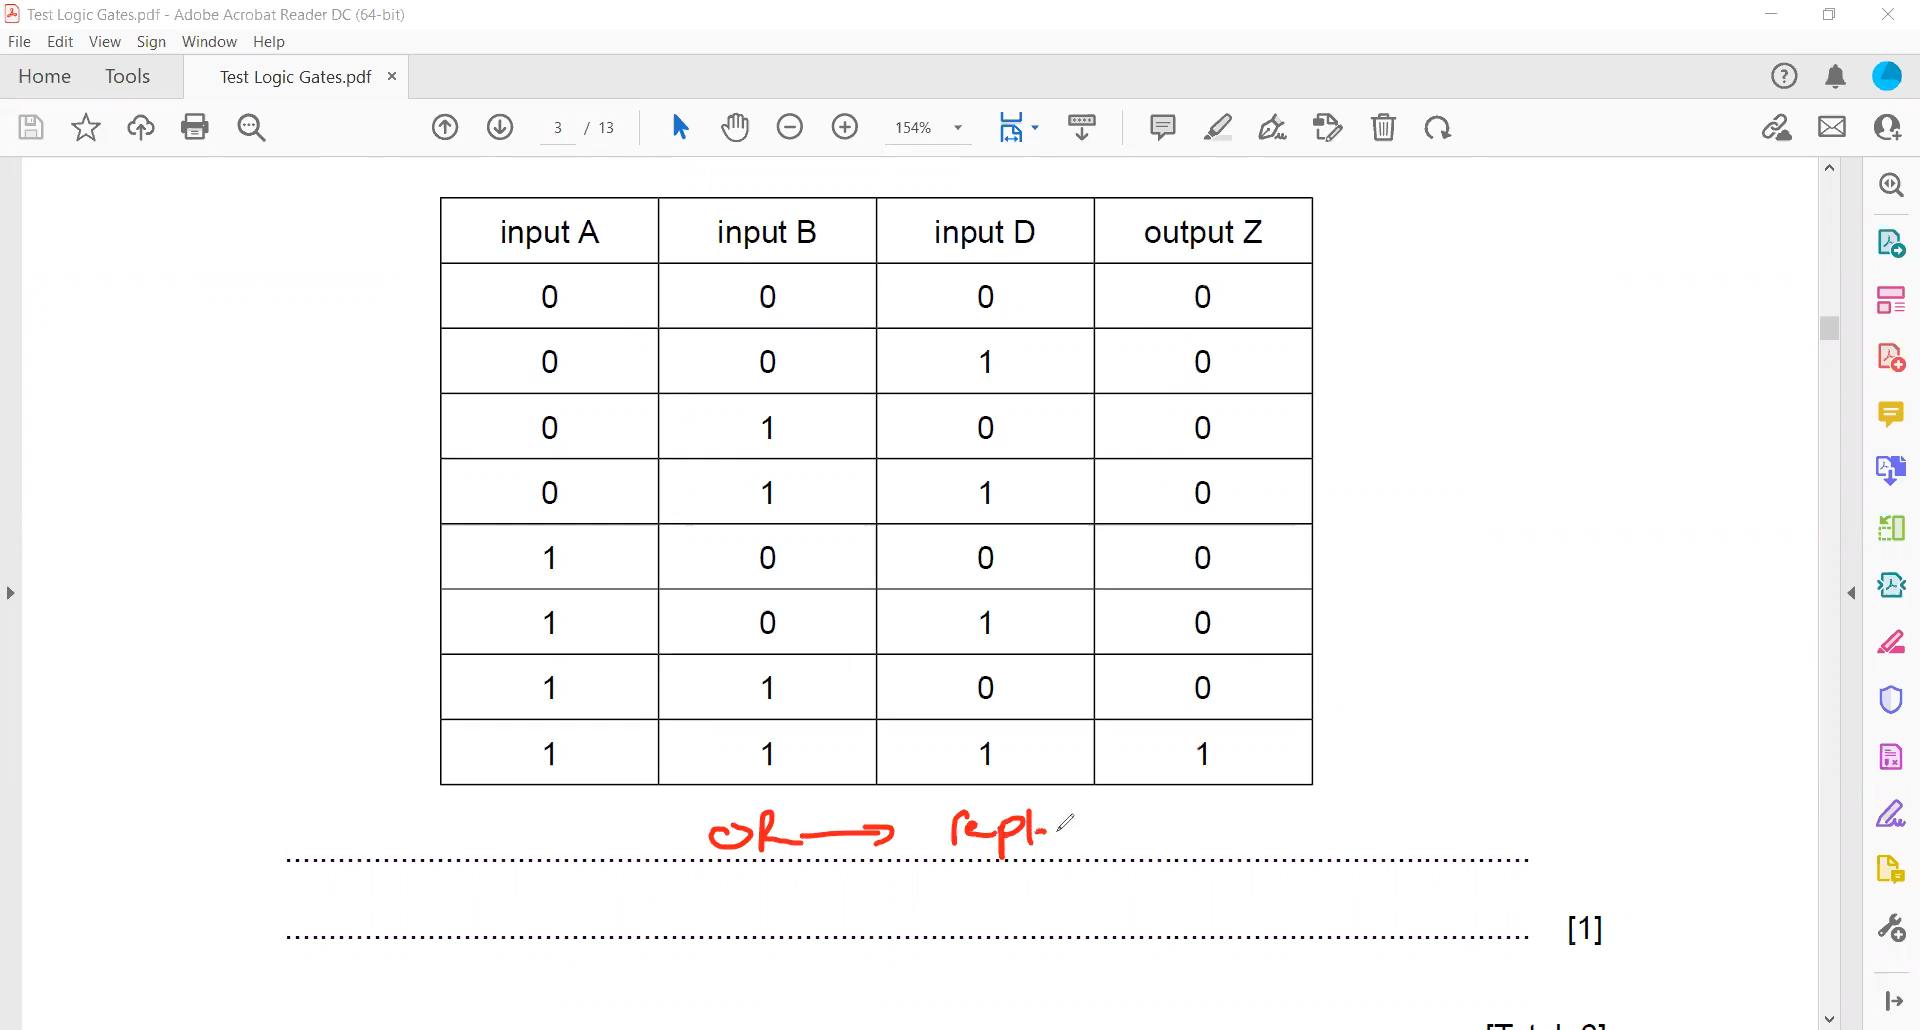 Test Logic Gates.pdf - Adobe Acrobat Reader DC (64-bit)
File Edit View Sign Window Help
Home Tools Test Logic Gates.pdf ×
3 / 13 154%
input A input B input D output Z
0 0 0 0
0 0 1 0
0 1 0 0
0 1 1 0
1 0 0 0
1 0 1 0
1 1 0 0
1 1 1 1
OR → repl
[1]